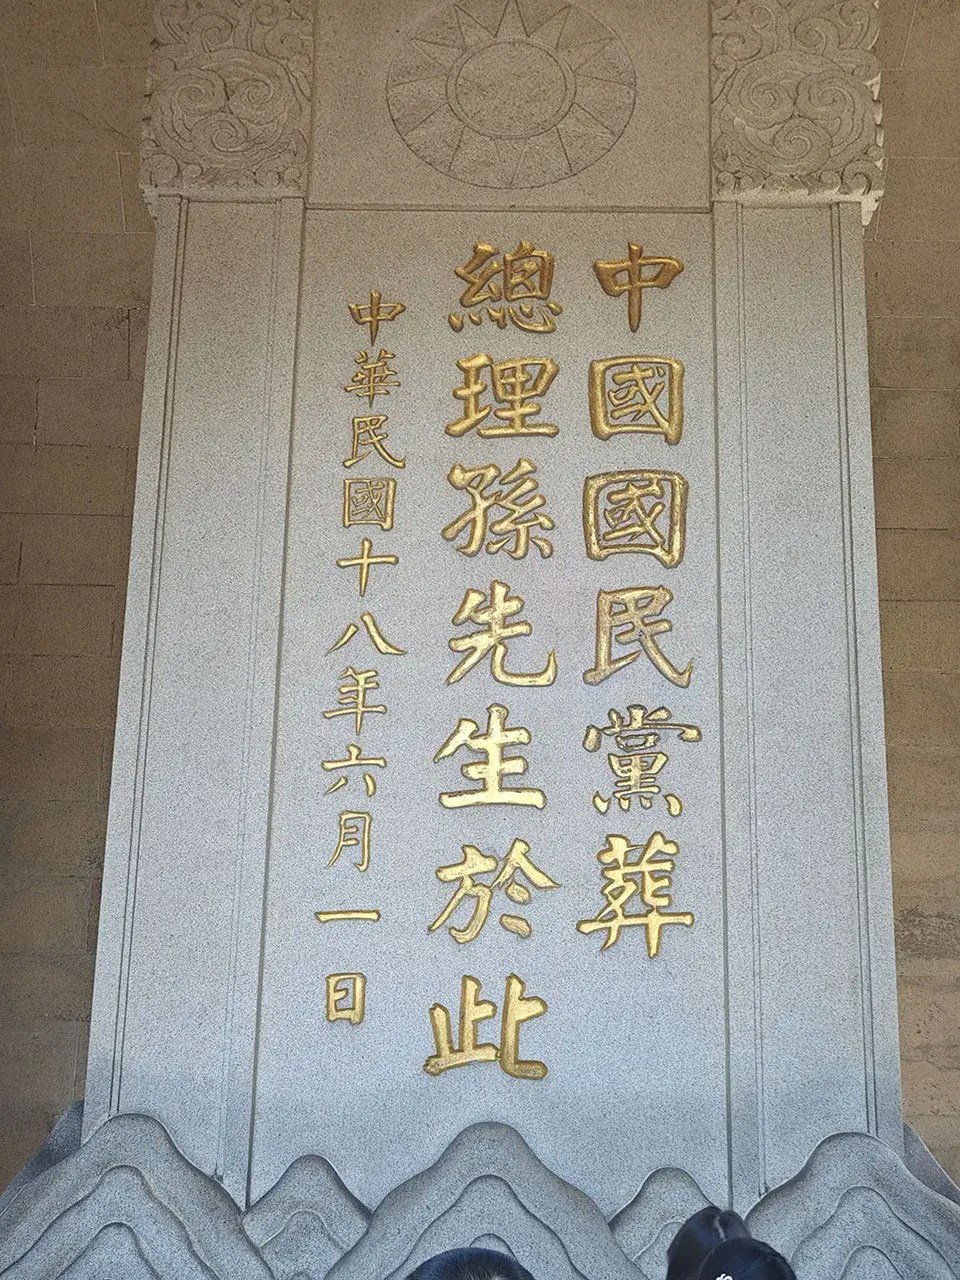 中國國民黨葬
總理孫先生於此
中華民國十八年六月一日